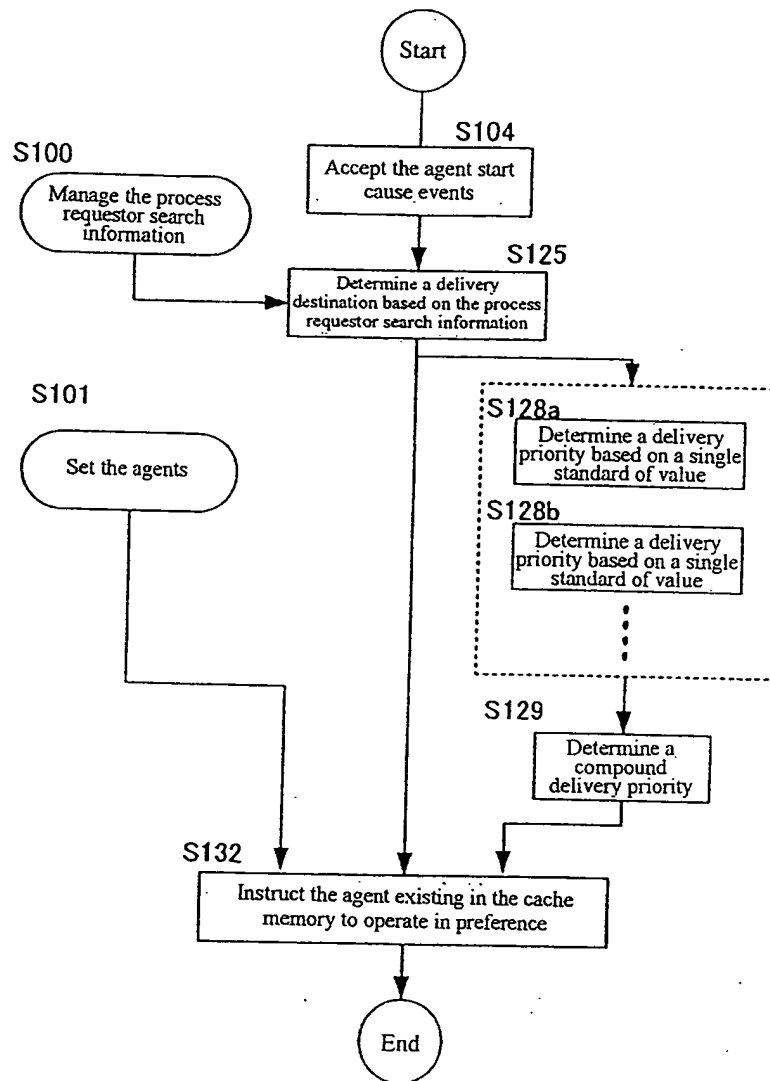 Start
S104
Accept the agent start
cause events
S100
Manage the process
requestor search
information
S125
Determine a delivery
destination based on the process
requestor search information
S101
Set the agents
S128a
Determine a delivery
priority based on a single
standard of value
S128b
Determine a delivery
priority based on a single
standard of value
S129
Determine a
compound
delivery priority
S132
Instruct the agent existing in the cache
memory to operate in preference
End